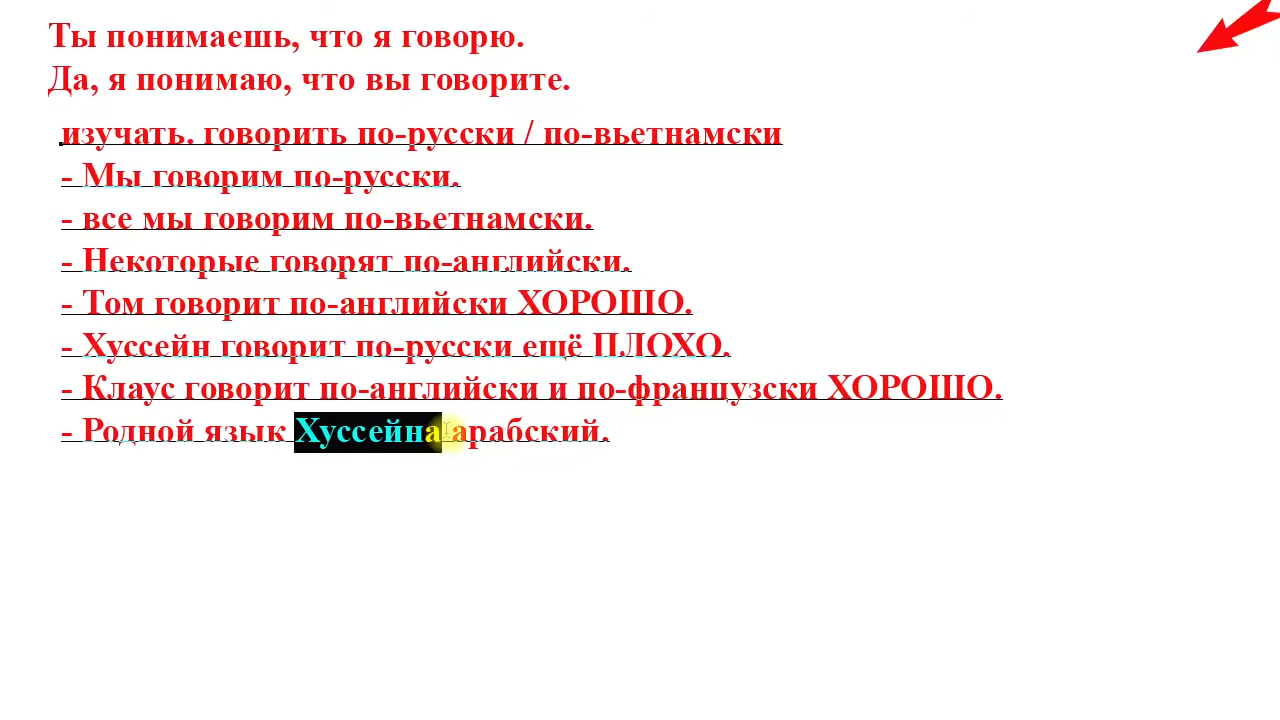 Ты понимаешь, что я говорю.
Да, я понимаю, что вы говорите.
изучать. говорить по-русски / по-вьетнамски
- Мы говорим по-русски.
- все мы говорим по-вьетнамски.
- Некоторые говорят по-английски.
- Том говорит по-английски ХОРОШО.
- Хуссейн говорит по-русски ещё ПЛОХО.
- Клаус говорит по-английски и по-французски ХОРОШО.
- Родной язык Хуссейна арабский.